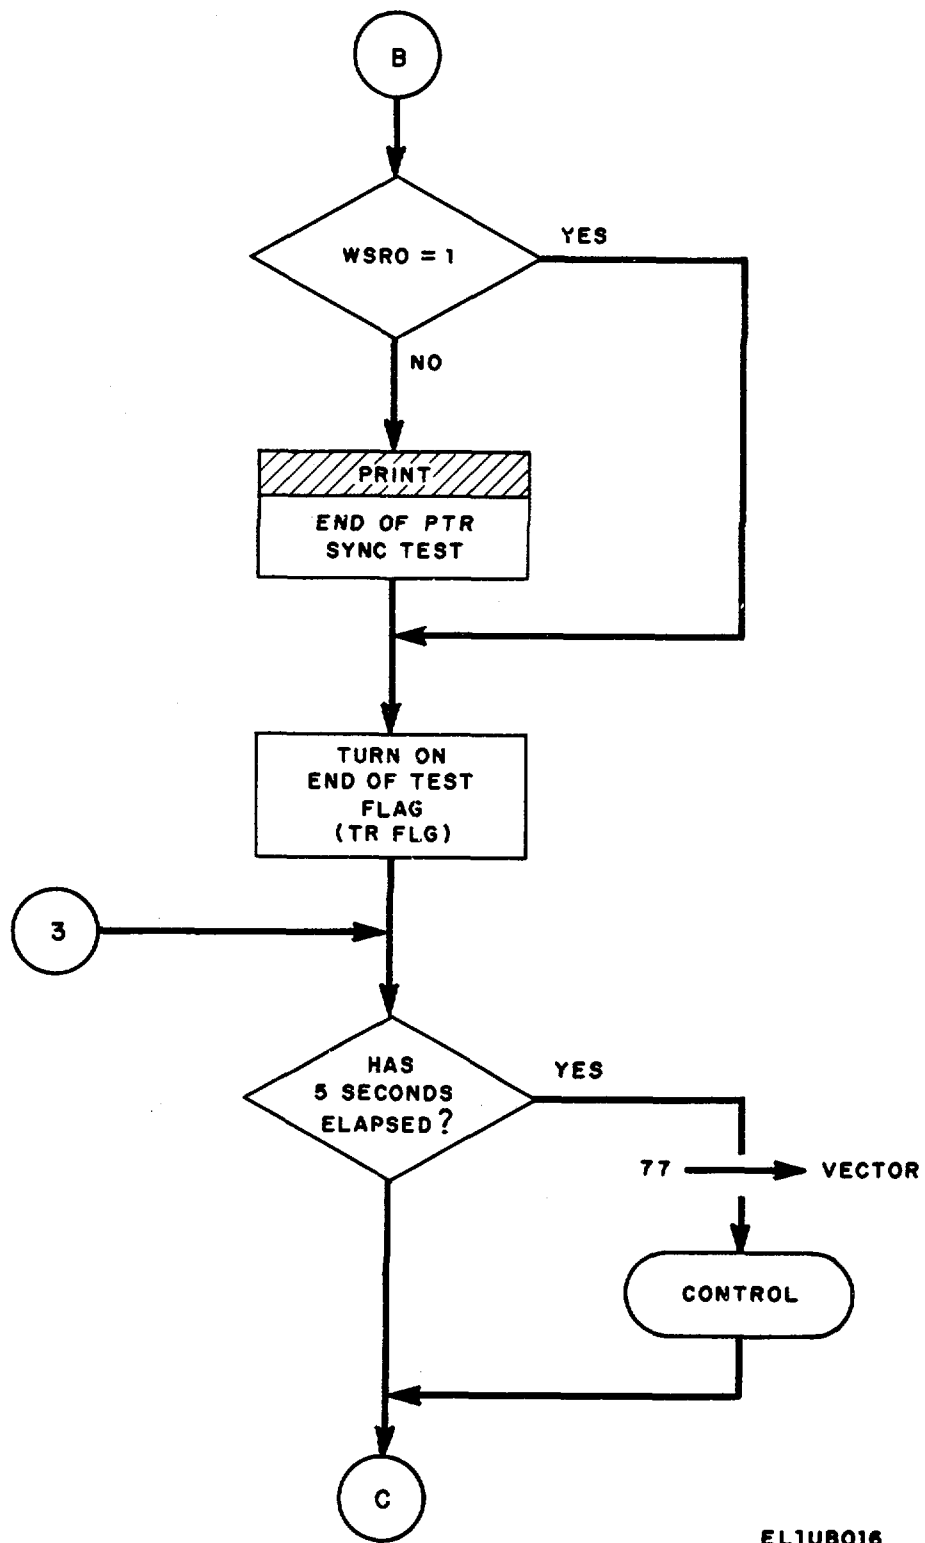 B
WSRO = 1
YES
NO
PRINT
END OF PTR
SYNC TEST
TURN ON
END OF TEST
FLAG
(TR FLG)
3
HAS
5 SECONDS
ELAPSED?
YES
77
VECTOR
CONTROL
C
EL1UB016